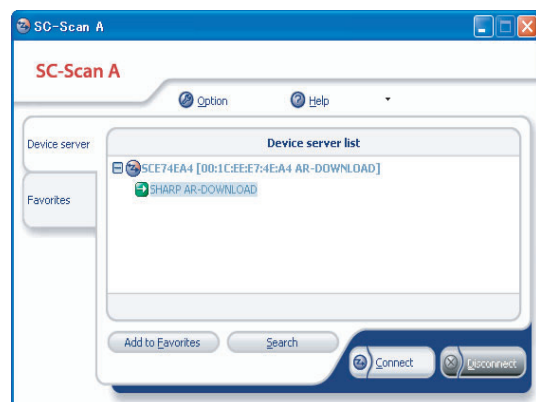 SC-Scan A
SC-Scan A
Option Help
Device server
Device server list
SCE74EA4 [00:1C:EE:E7:4E:A4 AR-DOWNLOAD]
SHARP AR-DOWNLOAD
Favorites
Add to Favorites Search
Connect Disconnect